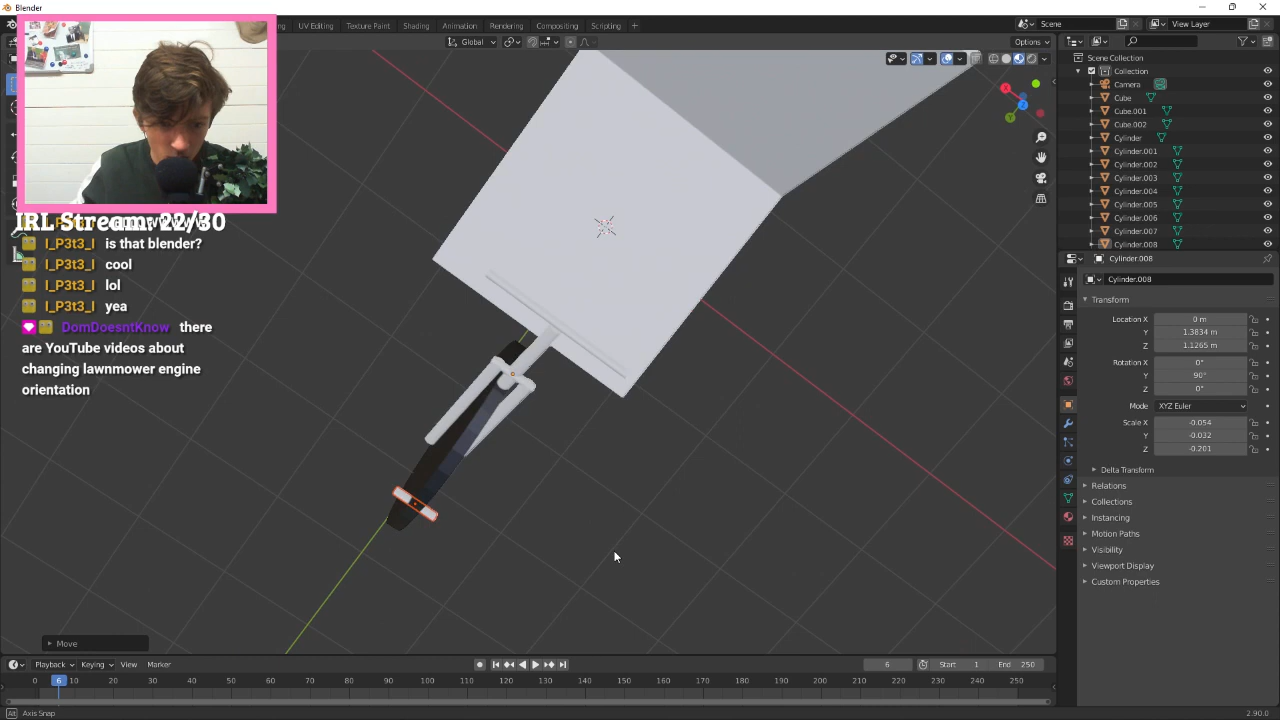 Blender
UV Editing Texture Paint Shading Animation Rendering Compositing Scripting +
Scene View Layer
Global Options
IRL Stream: 22/30
I_P3t3_I is that blender?
I_P3t3_I cool
I_P3t3_I lol
I_P3t3_I yea
DomDoesntKnow there
are YouTube videos about
changing lawnmower engine
orientation
X
Y
Z
Scene Collection
Collection
Camera
Cube
Cube.001
Cube.002
Cylinder
Cylinder.001
Cylinder.002
Cylinder.003
Cylinder.004
Cylinder.005
Cylinder.006
Cylinder.007
Cylinder.008
Cylinder.008
Cylinder.008
Transform
Location X 0 m
Y 1.3834 m
Z 1.1265 m
Rotation X 0°
Y 90°
Z 0°
Mode XYZ Euler
Scale X -0.054
Y -0.032
Z -0.201
Delta Transform
Relations
Collections
Instancing
Motion Paths
Visibility
Viewport Display
Custom Properties
Move
Playback Keying View Marker 6 Start 1 End 250
0 6 10 20 30 40 50 60 70 80 90 100 110 120 130 140 150 160 170 180 190 200 210 220 230 240 250
Alt Axis Snap 2.90.0